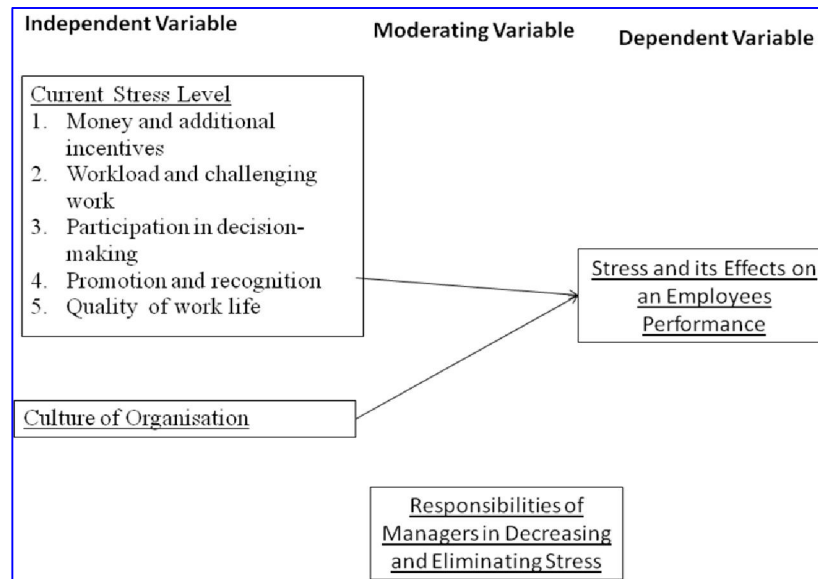 Independent Variable
Moderating Variable
Dependent Variable
Current Stress Level
1. Money and additional
incentives
2. Workload and challenging
work
3. Participation in decision-
making
4. Promotion and recognition
5. Quality of work life
Stress and its Effects on
an Employees
Performance
Culture of Organisation
Responsibilities of
Managers in Decreasing
and Eliminating Stress